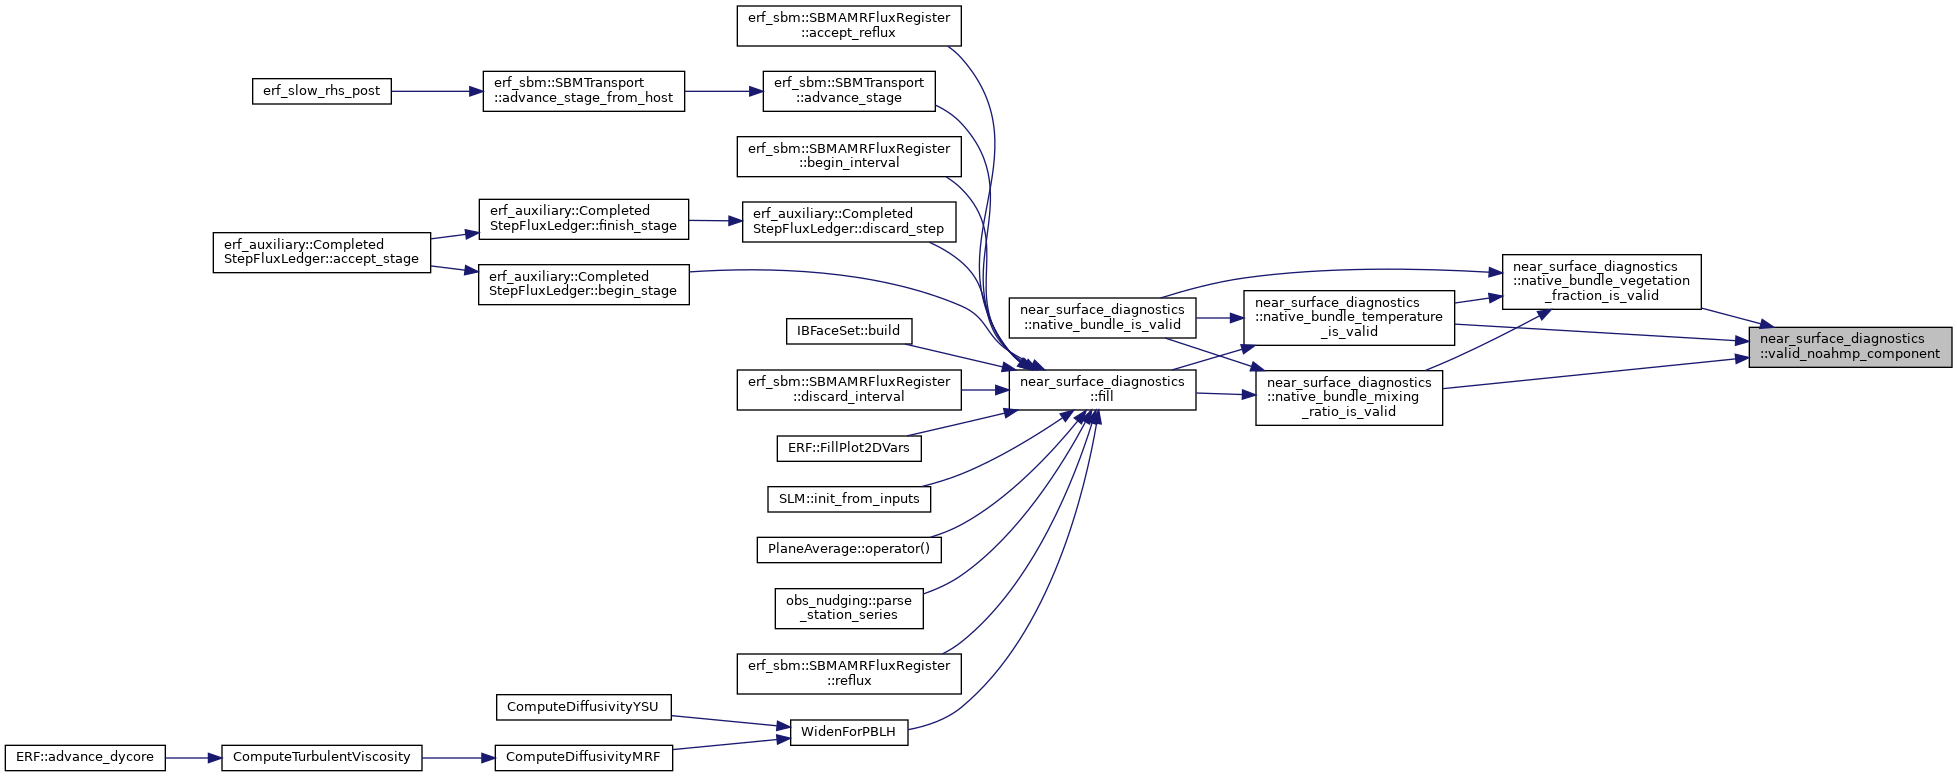 erf_sbm::SBMAMRFluxRegister
::accept_reflux
erf_slow_rhs_post
erf_sbm::SBMTransport
::advance_stage_from_host
erf_sbm::SBMTransport
::advance_stage
erf_sbm::SBMAMRFluxRegister
::begin_interval
erf_auxiliary::Completed
StepFluxLedger::accept_stage
erf_auxiliary::Completed
StepFluxLedger::finish_stage
erf_auxiliary::Completed
StepFluxLedger::discard_step
erf_auxiliary::Completed
StepFluxLedger::begin_stage
IBFaceSet::build
erf_sbm::SBMAMRFluxRegister
::discard_interval
ERF::FillPlot2DVars
SLM::init_from_inputs
PlaneAverage::operator()
obs_nudging::parse
_station_series
erf_sbm::SBMAMRFluxRegister
::reflux
ComputeDiffusivityYSU
WidenForPBLH
ERF::advance_dycore
ComputeTurbulentViscosity
ComputeDiffusivityMRF
near_surface_diagnostics
::native_bundle_is_valid
near_surface_diagnostics
::fill
near_surface_diagnostics
::native_bundle_temperature
_is_valid
near_surface_diagnostics
::native_bundle_mixing
_ratio_is_valid
near_surface_diagnostics
::native_bundle_vegetation
_fraction_is_valid
near_surface_diagnostics
::valid_noahmp_component